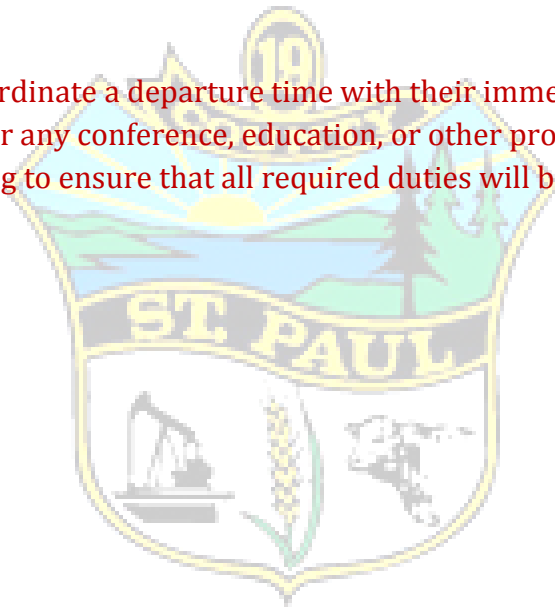 19
COUNTY
rdinate a departure time with their imme
r any conference, education, or other pro
g to ensure that all required duties will b
ST. PAUL